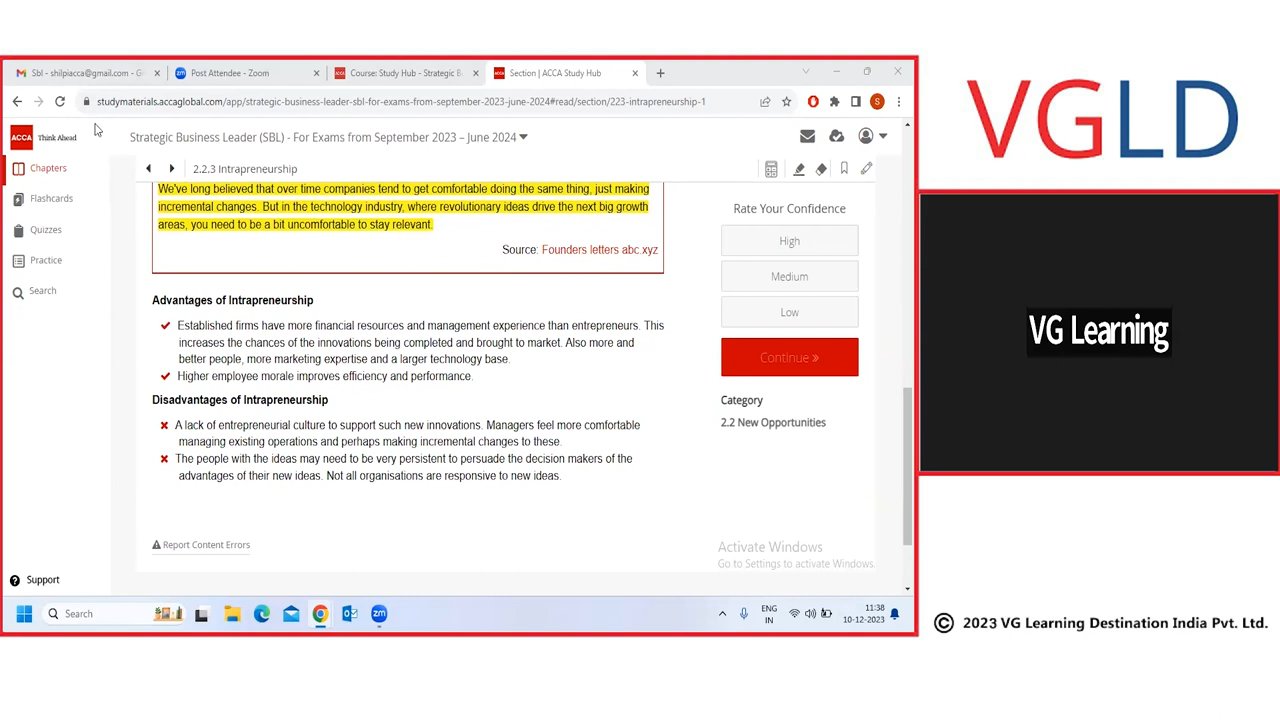 Sbl - shilpiacca@gmail.com - G
Post Attendee - Zoom
Course: Study Hub - Strategic B
Section | ACCA Study Hub
studymaterials.accaglobal.com/app/strategic-business-leader-sbl-for-exams-from-september-2023-june-2024#read/section/223-intrapreneurship-1
S
ACCA Think Ahead
Strategic Business Leader (SBL) - For Exams from September 2023 – June 2024
Chapters
Flashcards
Quizzes
Practice
Search
Support
2.2.3 Intrapreneurship
We've long believed that over time companies tend to get comfortable doing the same thing, just making
incremental changes. But in the technology industry, where revolutionary ideas drive the next big growth
areas, you need to be a bit uncomfortable to stay relevant.
Source: Founders letters abc.xyz
Advantages of Intrapreneurship
Established firms have more financial resources and management experience than entrepreneurs. This
increases the chances of the innovations being completed and brought to market. Also more and
better people, more marketing expertise and a larger technology base.
Higher employee morale improves efficiency and performance.
Disadvantages of Intrapreneurship
A lack of entrepreneurial culture to support such new innovations. Managers feel more comfortable
managing existing operations and perhaps making incremental changes to these.
The people with the ideas may need to be very persistent to persuade the decision makers of the
advantages of their new ideas. Not all organisations are responsive to new ideas.
Report Content Errors
Rate Your Confidence
High
Medium
Low
Continue »
Category
2.2 New Opportunities
Activate Windows
Go to Settings to activate Windows.
Search
zm
ENG
IN
11:38
10-12-2023
VGLD
VG Learning
© 2023 VG Learning Destination India Pvt. Ltd.